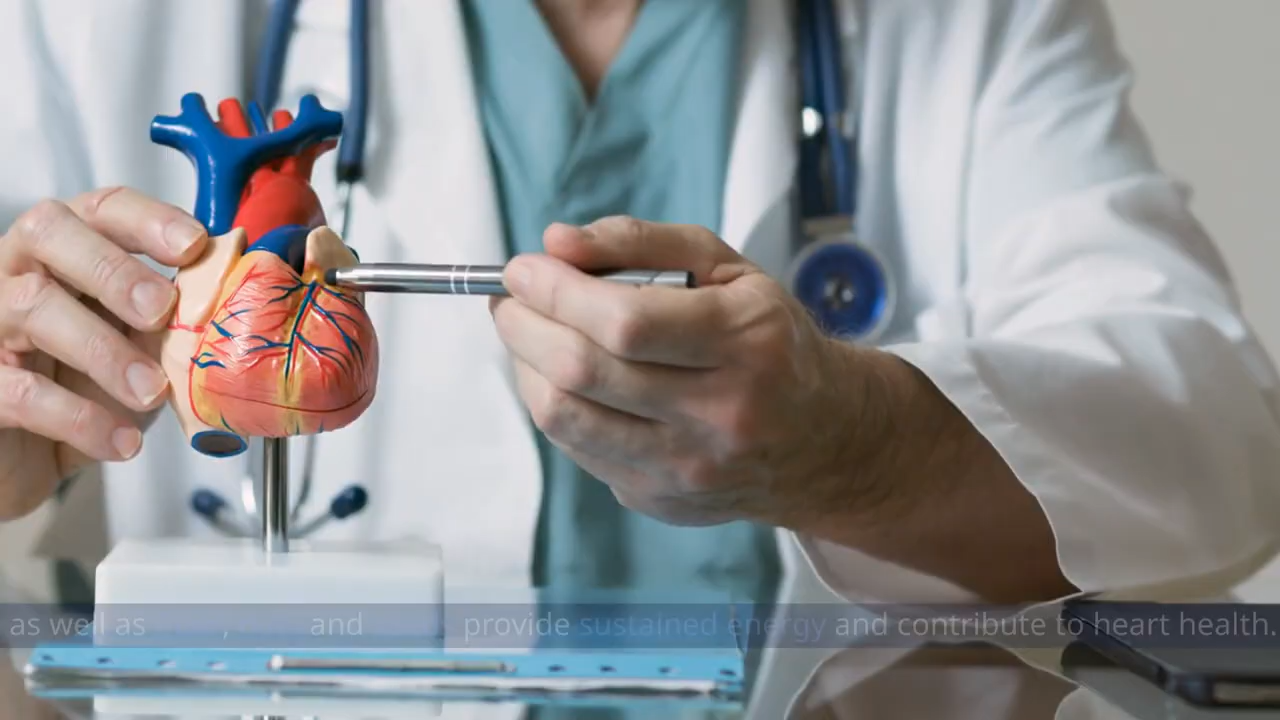 as well as , and provide sustained energy and contribute to heart health.